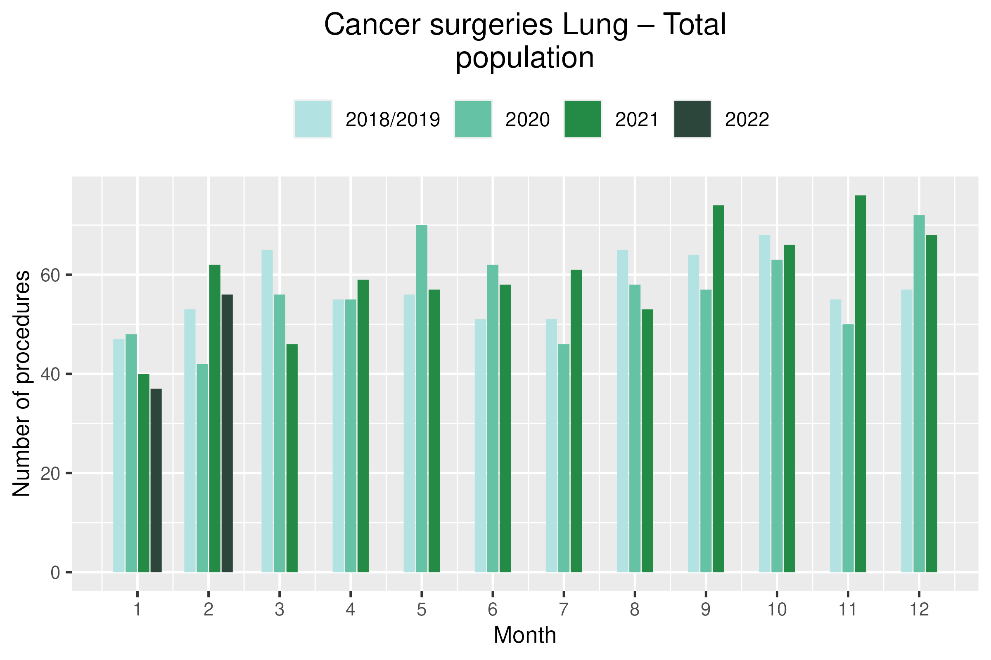 Cancer surgeries Lung – Total
population
2018/2019 2020 2021 2022
Number of procedures
60
40
20
0
1 2 3 4 5 6 7 8 9 10 11 12
Month